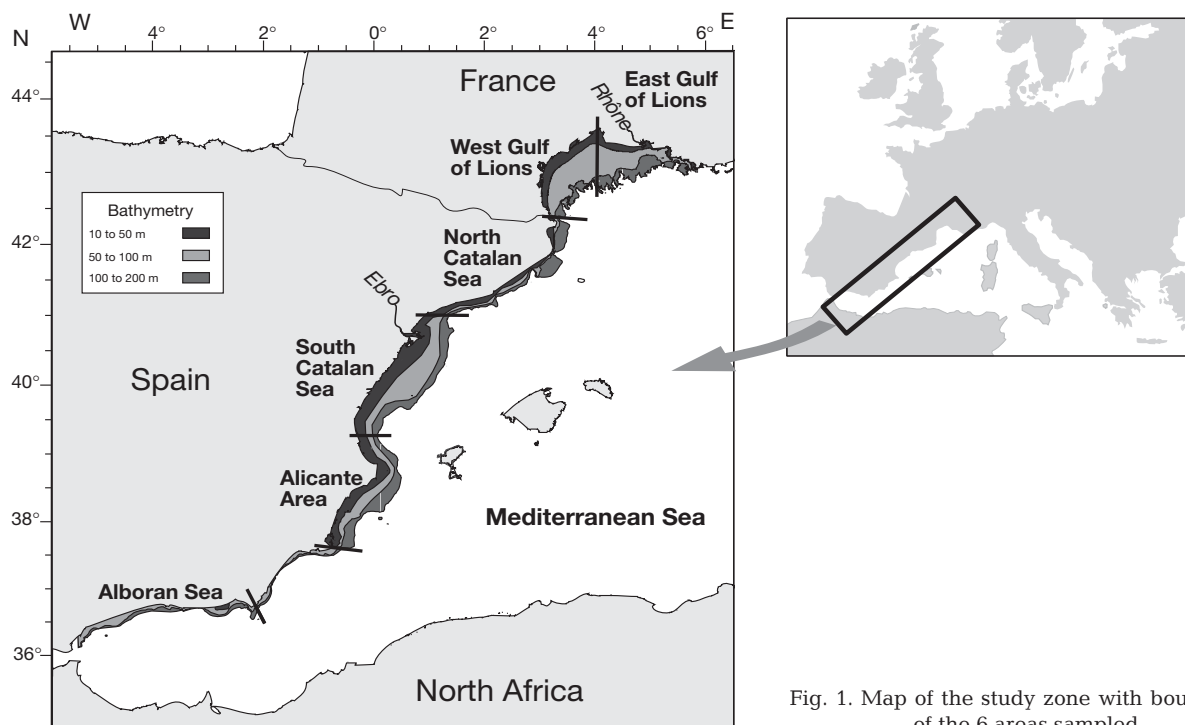 W
E
N
4°
2°
0°
2°
4°
44°
42°
40°
38°
36°
France
East Gulf
of Lions
Rhône
West Gulf
of Lions
Bathymetry
10 to 50 m
50 to 100 m
100 to 200 m
North
Catalan
Sea
Ebro
South
Catalan
Sea
Spain
Alicante
Area
Mediterranean Sea
Alboran Sea
North Africa
Fig. 1. Map of the study zone with bou
of the 6 areas sampled